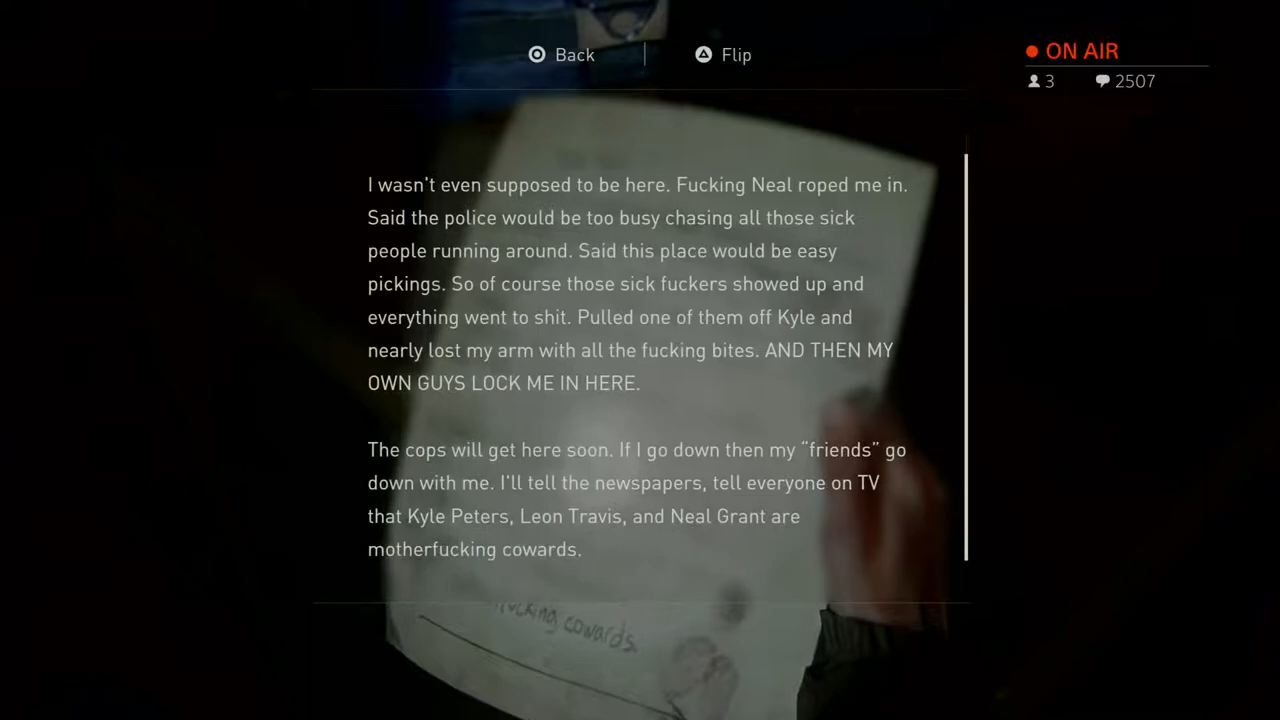 Back
Flip
ON AIR
3
2507
I wasn't even supposed to be here. Fucking Neal roped me in.
Said the police would be too busy chasing all those sick
people running around. Said this place would be easy
pickings. So of course those sick fuckers showed up and
everything went to shit. Pulled one of them off Kyle and
nearly lost my arm with all the fucking bites. AND THEN MY
OWN GUYS LOCK ME IN HERE.
The cops will get here soon. If I go down then my “friends” go
down with me. I'll tell the newspapers, tell everyone on TV
that Kyle Peters, Leon Travis, and Neal Grant are
motherfucking cowards.
cowards.